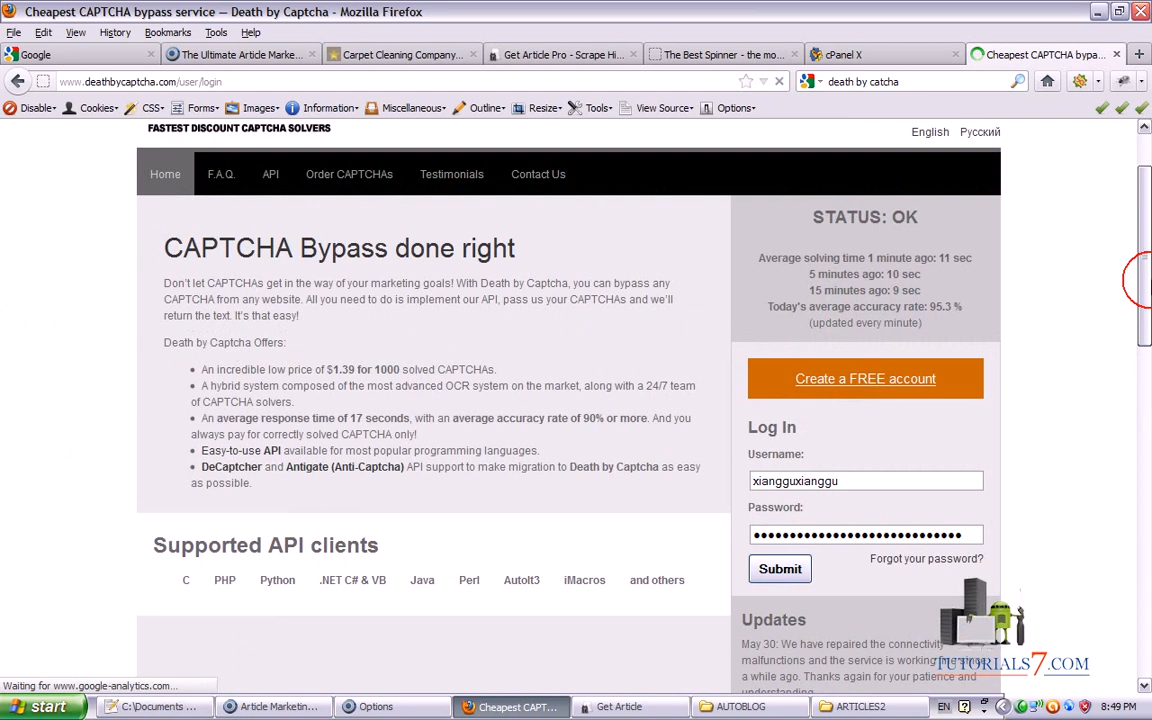 Cheapest CAPTCHA bypass service — Death by Captcha - Mozilla Firefox
File Edit View History Bookmarks Tools Help
Google
The Ultimate Article Marke...
Carpet Cleaning Company...
Get Article Pro - Scrape Hi...
The Best Spinner - the mo...
cPanel X
Cheapest CAPTCHA bypa...
www.deathbycaptcha.com/user/login
death by catcha
Disable Cookies CSS Forms Images Information Miscellaneous Outline Resize Tools View Source Options
FASTEST DISCOUNT CAPTCHA SOLVERS
English Русский
Home F.A.Q. API Order CAPTCHAs Testimonials Contact Us
CAPTCHA Bypass done right
Don't let CAPTCHAs get in the way of your marketing goals! With Death by Captcha, you can bypass any
CAPTCHA from any website. All you need to do is implement our API, pass us your CAPTCHAs and we'll
return the text. It's that easy!
Death by Captcha Offers:
An incredible low price of $1.39 for 1000 solved CAPTCHAs.
A hybrid system composed of the most advanced OCR system on the market, along with a 24/7 team
of CAPTCHA solvers.
An average response time of 17 seconds, with an average accuracy rate of 90% or more. And you
always pay for correctly solved CAPTCHA only!
Easy-to-use API available for most popular programming languages.
DeCaptcher and Antigate (Anti-Captcha) API support to make migration to Death by Captcha as easy
as possible.
Supported API clients
C PHP Python .NET C# & VB Java Perl AutoIt3 iMacros and others
STATUS: OK
Average solving time 1 minute ago: 11 sec
5 minutes ago: 10 sec
15 minutes ago: 9 sec
Today's average accuracy rate: 95.3 %
(updated every minute)
Create a FREE account
Log In
Username:
xianggu​xianggu
Password:
Forgot your password?
Submit
Updates
May 30: We have repaired the connectivity
malfunctions and the service is working fine since
a while ago. Thanks again for your patience and
understanding.
TUTORIALS7.COM
Waiting for www.google-analytics.com...
start
C:\Documents ...
Article Marketin...
Options
Cheapest CAPT...
Get Article
AUTOBLOG
ARTICLES2
EN
8:49 PM